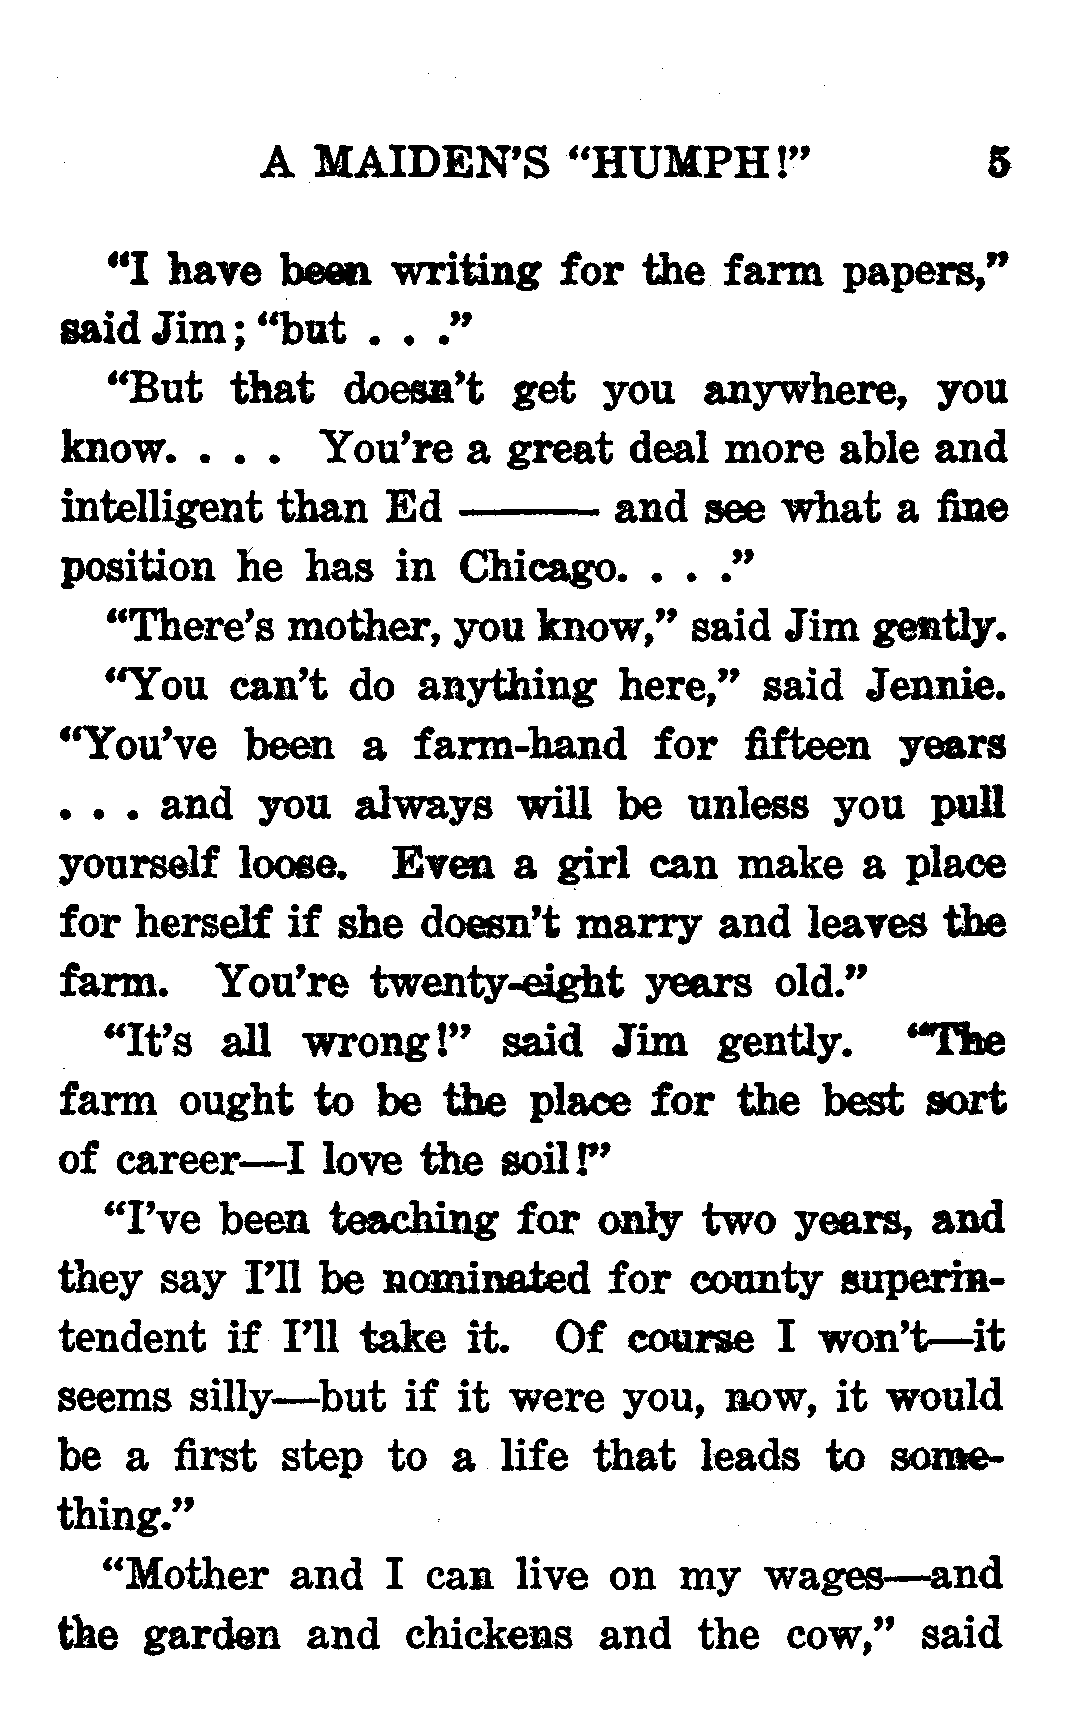 A MAIDEN'S "HUMPH!" 5
"I have been writing for the farm papers,"
said Jim; "but . . ."
"But that doesn't get you anywhere, you
know. . . . You're a great deal more able and
intelligent than Ed ——— and see what a fine
position he has in Chicago. . . ."
"There's mother, you know," said Jim gently.
"You can't do anything here," said Jennie.
"You've been a farm-hand for fifteen years
. . . and you always will be unless you pull
yourself loose. Even a girl can make a place
for herself if she doesn't marry and leaves the
farm. You're twenty-eight years old."
"It's all wrong!" said Jim gently. "The
farm ought to be the place for the best sort
of career—I love the soil!"
"I've been teaching for only two years, and
they say I'll be nominated for county superin-
tendent if I'll take it. Of course I won't—it
seems silly—but if it were you, now, it would
be a first step to a life that leads to some-
thing."
"Mother and I can live on my wages—and
the garden and chickens and the cow," said